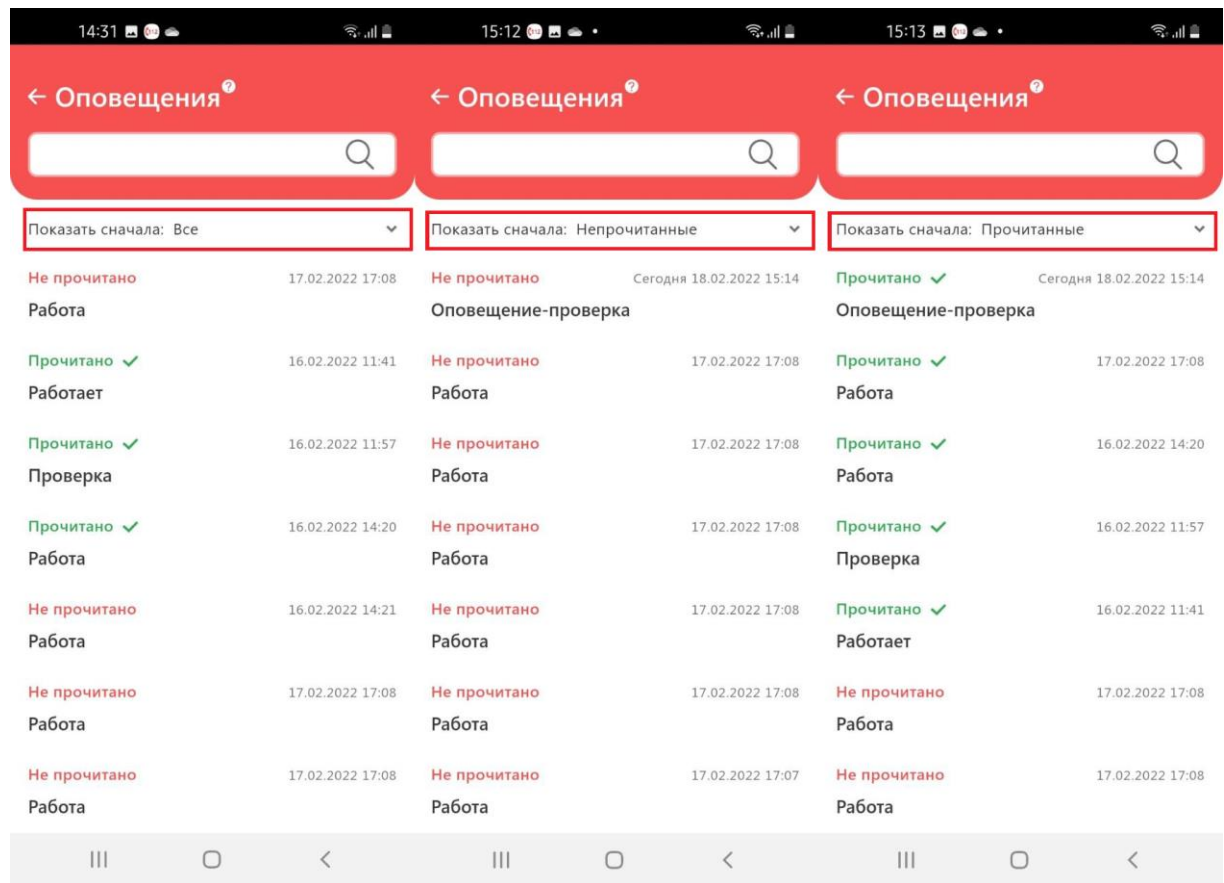 14:31
← Оповещения?
Показать сначала: Все
Не прочитано 17.02.2022 17:08
Работа
Прочитано ✓ 16.02.2022 11:41
Работает
Прочитано ✓ 16.02.2022 11:57
Проверка
Прочитано ✓ 16.02.2022 14:20
Работа
Не прочитано 16.02.2022 14:21
Работа
Не прочитано 17.02.2022 17:08
Работа
Не прочитано 17.02.2022 17:08
Работа
15:12
← Оповещения?
Показать сначала: Непрочитанные
Не прочитано Сегодня 18.02.2022 15:14
Оповещение-проверка
Не прочитано 17.02.2022 17:08
Работа
Не прочитано 17.02.2022 17:08
Работа
Не прочитано 17.02.2022 17:08
Работа
Не прочитано 17.02.2022 17:08
Работа
Не прочитано 17.02.2022 17:08
Работа
Не прочитано 17.02.2022 17:07
Работа
15:13
← Оповещения?
Показать сначала: Прочитанные
Прочитано ✓ Сегодня 18.02.2022 15:14
Оповещение-проверка
Прочитано ✓ 17.02.2022 17:08
Работа
Прочитано ✓ 16.02.2022 14:20
Работа
Прочитано ✓ 16.02.2022 11:57
Проверка
Прочитано ✓ 16.02.2022 11:41
Работает
Не прочитано 17.02.2022 17:08
Работа
Не прочитано 17.02.2022 17:08
Работа